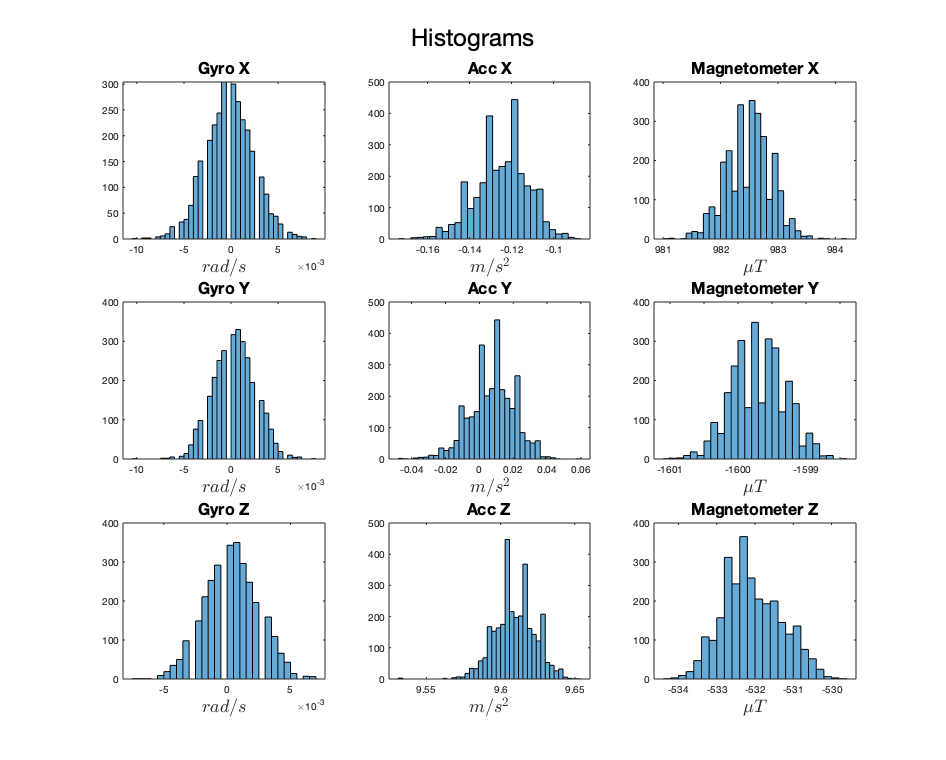 Histograms
Gyro X
300
250
200
150
100
50
0
-10 -5 0 5
rad/s ×10⁻³
Acc X
500
400
300
200
100
0
-0.16 -0.14 -0.12 -0.1
m/s²
Magnetometer X
400
300
200
100
0
981 982 983 984
μT
Gyro Y
400
300
200
100
0
-10 -5 0 5
rad/s ×10⁻³
Acc Y
500
400
300
200
100
0
-0.04 -0.02 0 0.02 0.04 0.06
m/s²
Magnetometer Y
400
300
200
100
0
-1601 -1600 -1599
μT
Gyro Z
400
300
200
100
0
-5 0 5
rad/s ×10⁻³
Acc Z
500
400
300
200
100
0
9.55 9.6 9.65
m/s²
Magnetometer Z
400
300
200
100
0
-534 -533 -532 -531 -530
μT